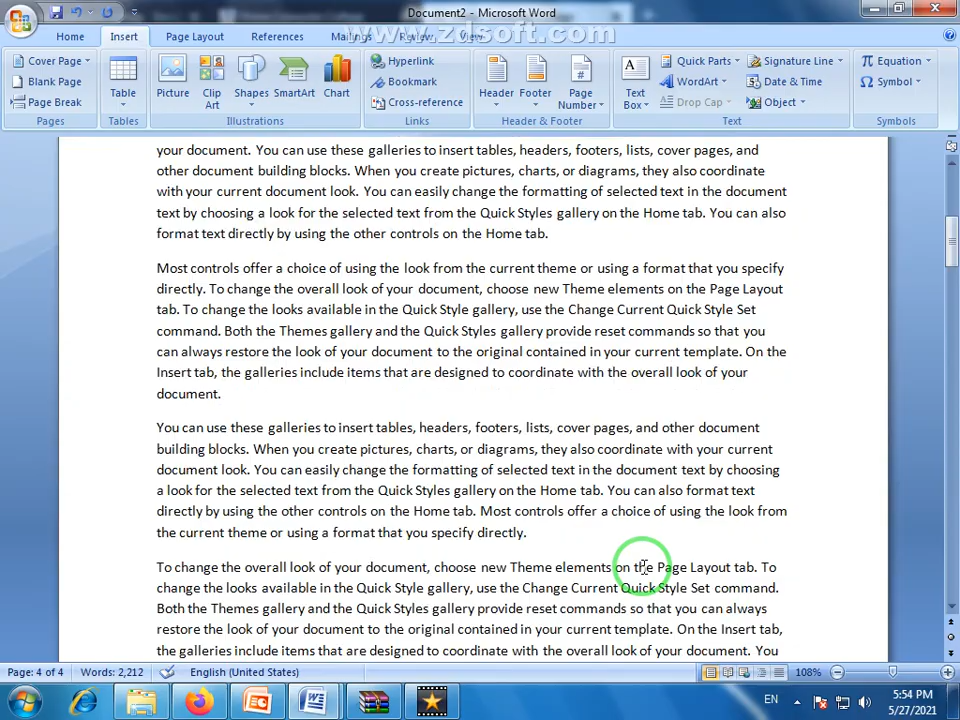 Document2 - Microsoft Word
Home Insert Page Layout References Mailings Review View
www.zdsoft.com
Cover Page
Blank Page
Page Break
Pages
Table
Tables
Picture
Clip Art
Shapes
SmartArt
Chart
Illustrations
Hyperlink
Bookmark
Cross-reference
Links
Header
Footer
Page Number
Header & Footer
A
Text Box
Quick Parts
WordArt
Drop Cap
Signature Line
Date & Time
Object
Text
π Equation
Ω Symbol
Symbols
your document. You can use these galleries to insert tables, headers, footers, lists, cover pages, and
other document building blocks. When you create pictures, charts, or diagrams, they also coordinate
with your current document look. You can easily change the formatting of selected text in the document
text by choosing a look for the selected text from the Quick Styles gallery on the Home tab. You can also
format text directly by using the other controls on the Home tab.
Most controls offer a choice of using the look from the current theme or using a format that you specify
directly. To change the overall look of your document, choose new Theme elements on the Page Layout
tab. To change the looks available in the Quick Style gallery, use the Change Current Quick Style Set
command. Both the Themes gallery and the Quick Styles gallery provide reset commands so that you
can always restore the look of your document to the original contained in your current template. On the
Insert tab, the galleries include items that are designed to coordinate with the overall look of your
document.
You can use these galleries to insert tables, headers, footers, lists, cover pages, and other document
building blocks. When you create pictures, charts, or diagrams, they also coordinate with your current
document look. You can easily change the formatting of selected text in the document text by choosing
a look for the selected text from the Quick Styles gallery on the Home tab. You can also format text
directly by using the other controls on the Home tab. Most controls offer a choice of using the look from
the current theme or using a format that you specify directly.
To change the overall look of your document, choose new Theme elements on the Page Layout tab. To
change the looks available in the Quick Style gallery, use the Change Current Quick Style Set command.
Both the Themes gallery and the Quick Styles gallery provide reset commands so that you can always
restore the look of your document to the original contained in your current template. On the Insert tab,
the galleries include items that are designed to coordinate with the overall look of your document. You
Page: 4 of 4 Words: 2,212 English (United States) 108%
EN
5:54 PM
5/27/2021